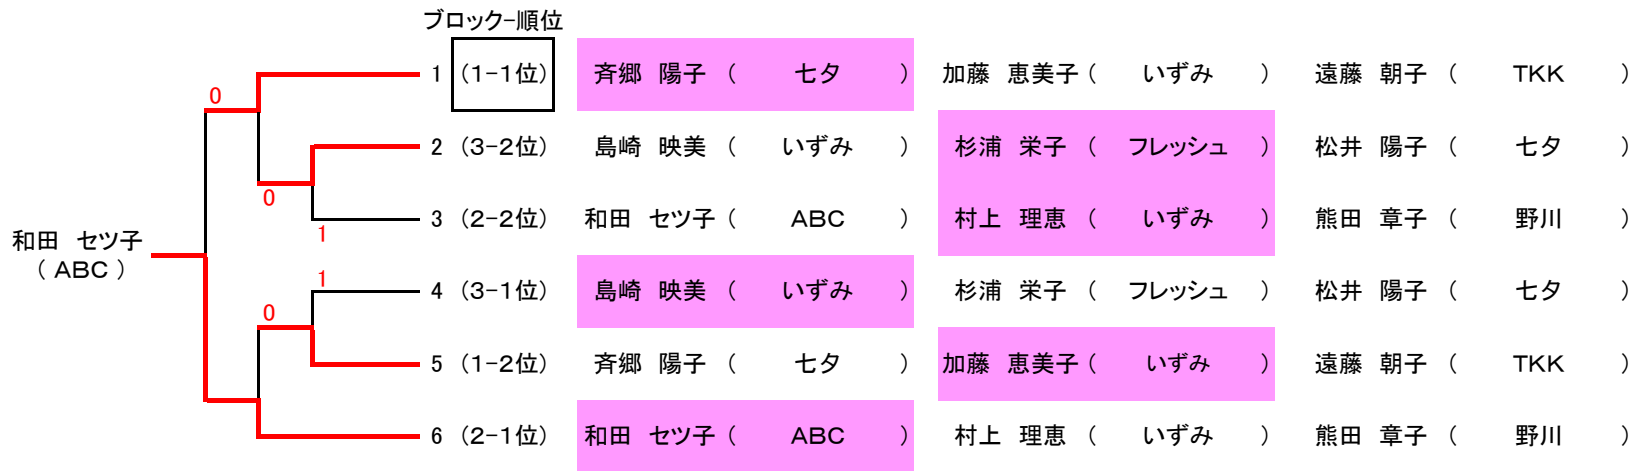 ブロック-順位
1 (1-1位) 斉郷 陽子 ( 七夕 ) 加藤 恵美子 ( いずみ ) 遠藤 朝子 ( TKK )
0
2 (3-2位) 島崎 映美 ( いずみ ) 杉浦 栄子 ( フレッシュ ) 松井 陽子 ( 七夕 )
0
3 (2-2位) 和田 セツ子 ( ABC ) 村上 理恵 ( いずみ ) 熊田 章子 ( 野川 )
1
和田 セツ子
( ABC )
1
4 (3-1位) 島崎 映美 ( いずみ ) 杉浦 栄子 ( フレッシュ ) 松井 陽子 ( 七夕 )
0
5 (1-2位) 斉郷 陽子 ( 七夕 ) 加藤 恵美子 ( いずみ ) 遠藤 朝子 ( TKK )
6 (2-1位) 和田 セツ子 ( ABC ) 村上 理恵 ( いずみ ) 熊田 章子 ( 野川 )